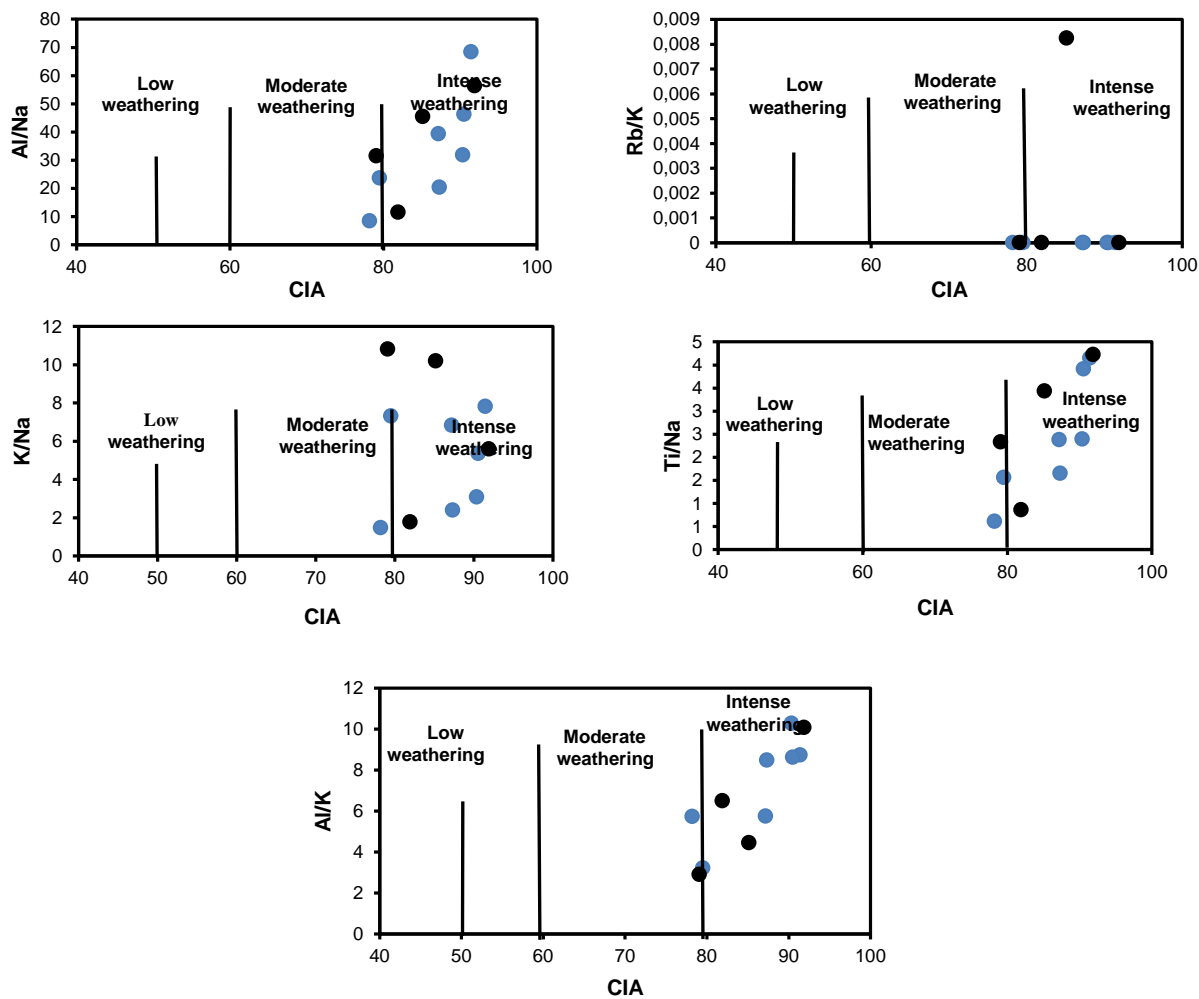 Al/Na
80
70
60
50
40
30
20
10
0
Low
weathering
Moderate
weathering
Intense
weathering
40
60
80
100
CIA
Rb/K
0,009
0,008
0,007
0,006
0,005
0,004
0,003
0,002
0,001
0
Low
weathering
Moderate
weathering
Intense
weathering
40
60
80
100
CIA
K/Na
12
10
8
6
4
2
0
Low
weathering
Moderate
weathering
Intense
weathering
40
50
60
70
80
90
100
CIA
Ti/Na
5
4
4
3
3
2
2
1
1
0
Low
weathering
Moderate
weathering
Intense
weathering
40
60
80
100
CIA
Al/K
12
10
8
6
4
2
0
Low
weathering
Moderate
weathering
Intense
weathering
40
50
60
70
80
90
100
CIA